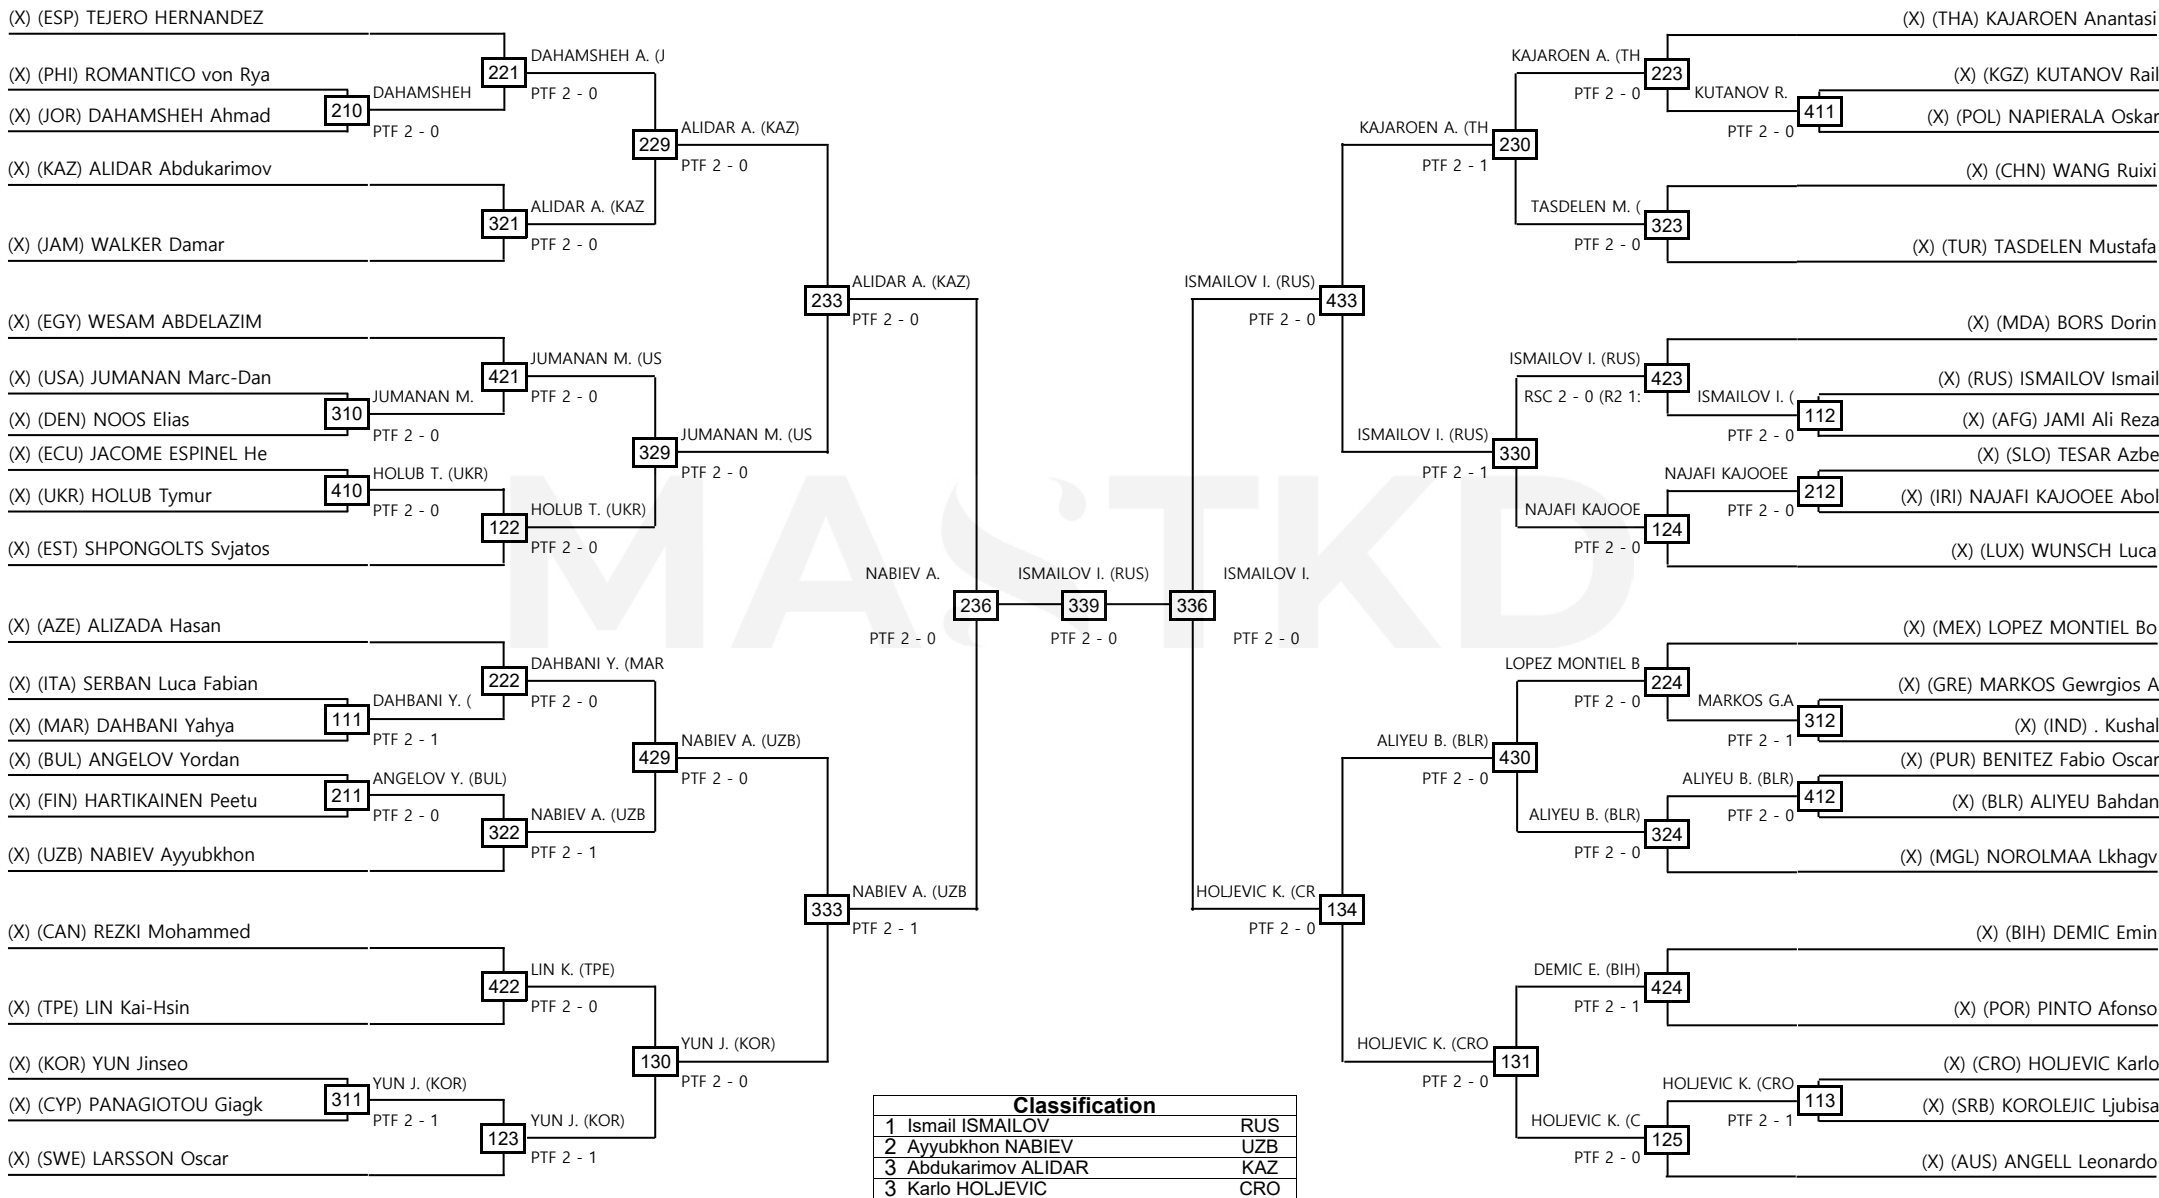 (X) (ESP) TEJERO HERNANDEZ
(X) (PHI) ROMANTICO von Rya
(X) (JOR) DAHAMSHEH Ahmad
(X) (KAZ) ALIDAR Abdukarimov
(X) (JAM) WALKER Damar
(X) (EGY) WESAM ABDELAZIM
(X) (USA) JUMANAN Marc-Dan
(X) (DEN) NOOS Elias
(X) (ECU) JACOME ESPINEL He
(X) (UKR) HOLUB Tymur
(X) (EST) SHPONGOLTS Svjatos
(X) (AZE) ALIZADA Hasan
(X) (ITA) SERBAN Luca Fabian
(X) (MAR) DAHBANI Yahya
(X) (BUL) ANGELOV Yordan
(X) (FIN) HARTIKAINEN Peetu
(X) (UZB) NABIEV Ayyubkhon
(X) (CAN) REZKI Mohammed
(X) (TPE) LIN Kai-Hsin
(X) (KOR) YUN Jinseo
(X) (CYP) PANAGIOTOU Giagk
(X) (SWE) LARSSON Oscar
210
DAHAMSHEH
PTF 2 - 0
310
JUMANAN M.
PTF 2 - 0
410
HOLUB T. (UKR)
PTF 2 - 0
111
DAHBANI Y. (
PTF 2 - 1
211
ANGELOV Y. (BUL)
PTF 2 - 0
311
YUN J. (KOR)
PTF 2 - 1
221
DAHAMSHEH A. (J
PTF 2 - 0
321
ALIDAR A. (KAZ
PTF 2 - 0
421
JUMANAN M. (US
PTF 2 - 0
122
HOLUB T. (UKR)
PTF 2 - 0
222
DAHBANI Y. (MAR
PTF 2 - 0
322
NABIEV A. (UZB
PTF 2 - 1
422
LIN K. (TPE)
PTF 2 - 0
123
YUN J. (KOR)
PTF 2 - 1
229
ALIDAR A. (KAZ)
PTF 2 - 0
329
JUMANAN M. (US
PTF 2 - 0
429
NABIEV A. (UZB)
PTF 2 - 0
130
YUN J. (KOR)
PTF 2 - 0
233
ALIDAR A. (KAZ)
PTF 2 - 0
333
NABIEV A. (UZB
PTF 2 - 1
NABIEV A.
236
PTF 2 - 0
ISMAILOV I. (RUS)
339
PTF 2 - 0
ISMAILOV I.
336
PTF 2 - 0
MASTKD
ISMAILOV I. (RUS)
433
PTF 2 - 0
HOLJEVIC K. (CR
134
PTF 2 - 0
KAJAROEN A. (TH
230
PTF 2 - 1
ISMAILOV I. (RUS)
330
PTF 2 - 1
ALIYEU B. (BLR)
430
PTF 2 - 0
HOLJEVIC K. (CRO
131
PTF 2 - 0
KAJAROEN A. (TH
223
PTF 2 - 0
TASDELEN M. (
323
PTF 2 - 0
ISMAILOV I. (RUS)
423
RSC 2 - 0 (R2 1:
NAJAFI KAJOOE
124
PTF 2 - 0
LOPEZ MONTIEL B
224
PTF 2 - 0
ALIYEU B. (BLR)
324
PTF 2 - 0
DEMIC E. (BIH)
424
PTF 2 - 1
HOLJEVIC K. (C
125
PTF 2 - 0
KUTANOV R.
411
PTF 2 - 0
ISMAILOV I. (
112
PTF 2 - 0
NAJAFI KAJOOEE
212
PTF 2 - 0
MARKOS G.A
312
PTF 2 - 1
ALIYEU B. (BLR)
412
PTF 2 - 0
HOLJEVIC K. (CRO
113
PTF 2 - 1
(X) (THA) KAJAROEN Anantasi
(X) (KGZ) KUTANOV Rail
(X) (POL) NAPIERALA Oskar
(X) (CHN) WANG Ruixi
(X) (TUR) TASDELEN Mustafa
(X) (MDA) BORS Dorin
(X) (RUS) ISMAILOV Ismail
(X) (AFG) JAMI Ali Reza
(X) (SLO) TESAR Azbe
(X) (IRI) NAJAFI KAJOOEE Abol
(X) (LUX) WUNSCH Luca
(X) (MEX) LOPEZ MONTIEL Bo
(X) (GRE) MARKOS Gewrgios A
(X) (IND) . Kushal
(X) (PUR) BENITEZ Fabio Oscar
(X) (BLR) ALIYEU Bahdan
(X) (MGL) NOROLMAA Lkhagv
(X) (BIH) DEMIC Emin
(X) (POR) PINTO Afonso
(X) (CRO) HOLJEVIC Karlo
(X) (SRB) KOROLEJIC Ljubisa
(X) (AUS) ANGELL Leonardo
Classification
1 Ismail ISMAILOV RUS
2 Ayyubkhon NABIEV UZB
3 Abdukarimov ALIDAR KAZ
3 Karlo HOLJEVIC CRO